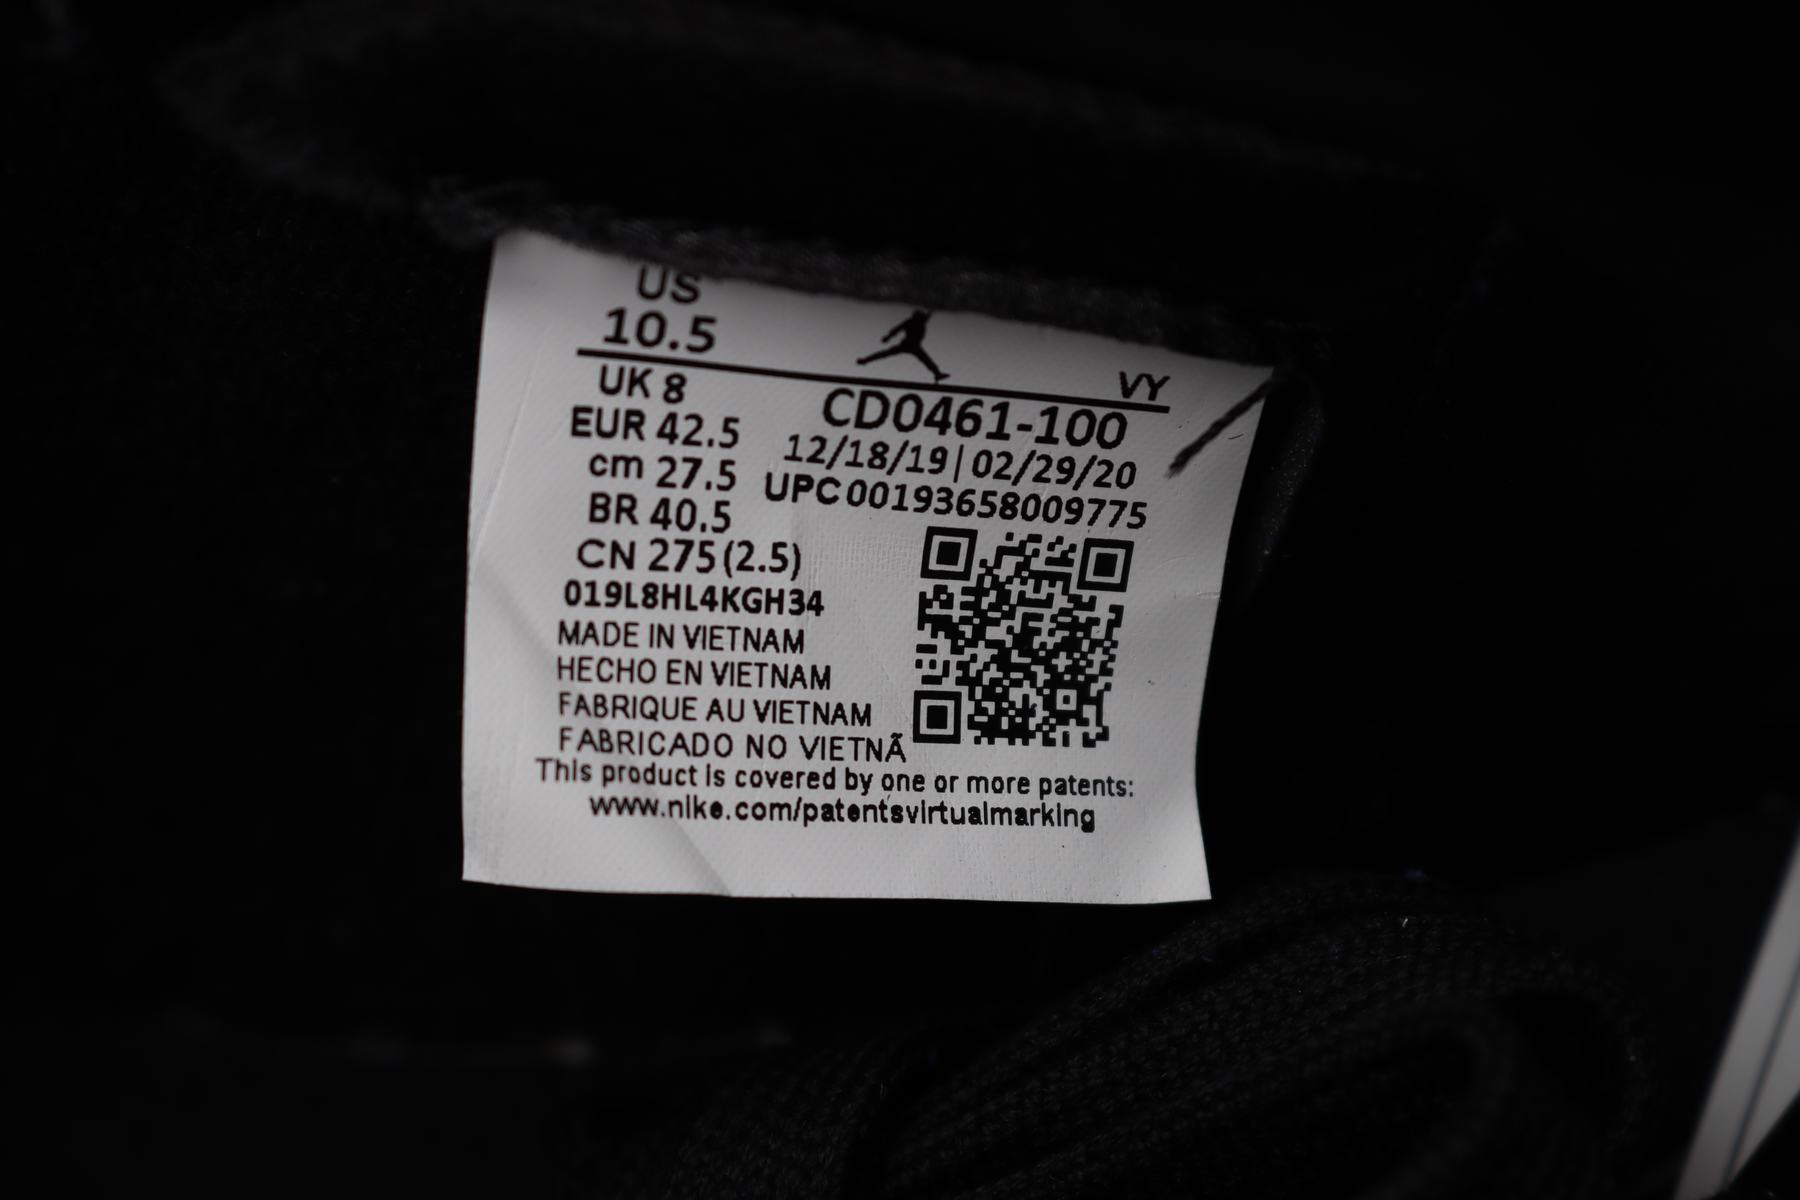 US
10.5
VY
UK 8
EUR 42.5
cm 27.5
BR 40.5
CN 275(2.5)
CD0461-100
12/18/19|02/29/20
UPC00193658009775
019L8HL4KGH34
MADE IN VIETNAM
HECHO EN VIETNAM
FABRIQUE AU VIETNAM
FABRICADO NO VIETNÃ
This product is covered by one or more patents:
www.nike.com/patentsvirtualmarking